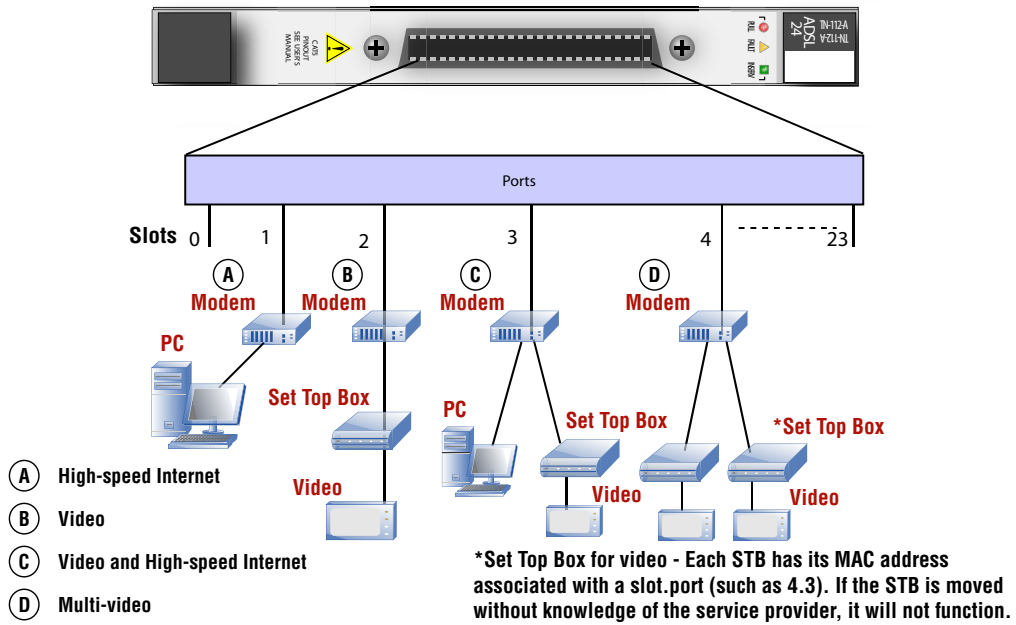 CAT5
PINOUT
SEE USER'S
MANUAL
FUL
FAULT
INSERV
ADSL
24
TN-112-A
V-211-NL
Ports
Slots 0 1 2 3 4 23
A B C D
Modem Modem Modem Modem
PC
Set Top Box
PC
Set Top Box
*Set Top Box
Video
Video
Video
A High-speed Internet
B Video
C Video and High-speed Internet
D Multi-video
*Set Top Box for video - Each STB has its MAC address
associated with a slot.port (such as 4.3). If the STB is moved
without knowledge of the service provider, it will not function.